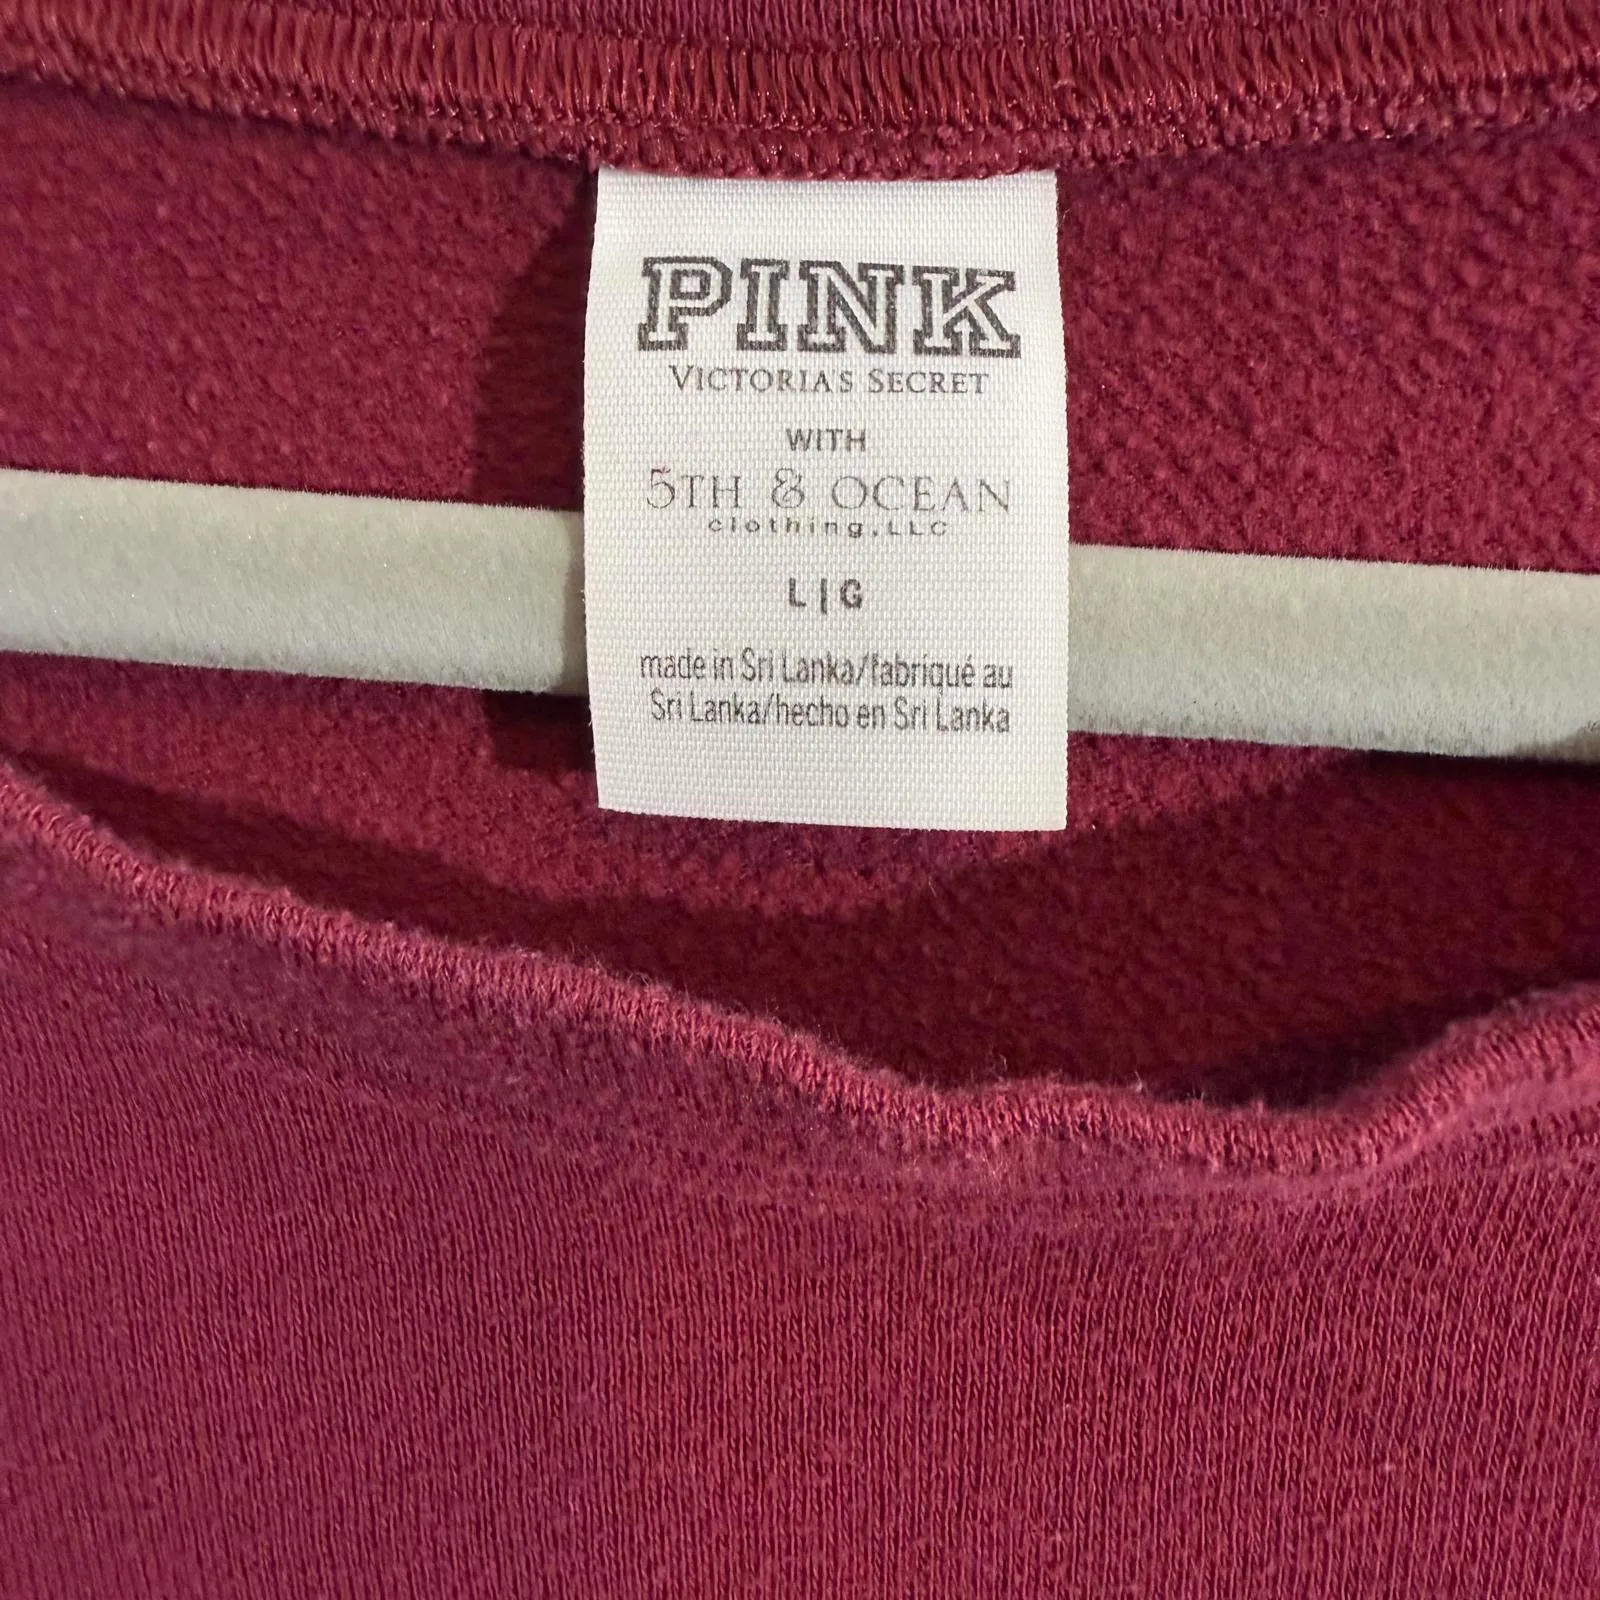 PINK
VICTORIA'S SECRET
WITH
5TH & OCEAN
clothing,LLC
L|G
made in Sri Lanka/fabriqué au
Sri Lanka/hecho en Sri Lanka